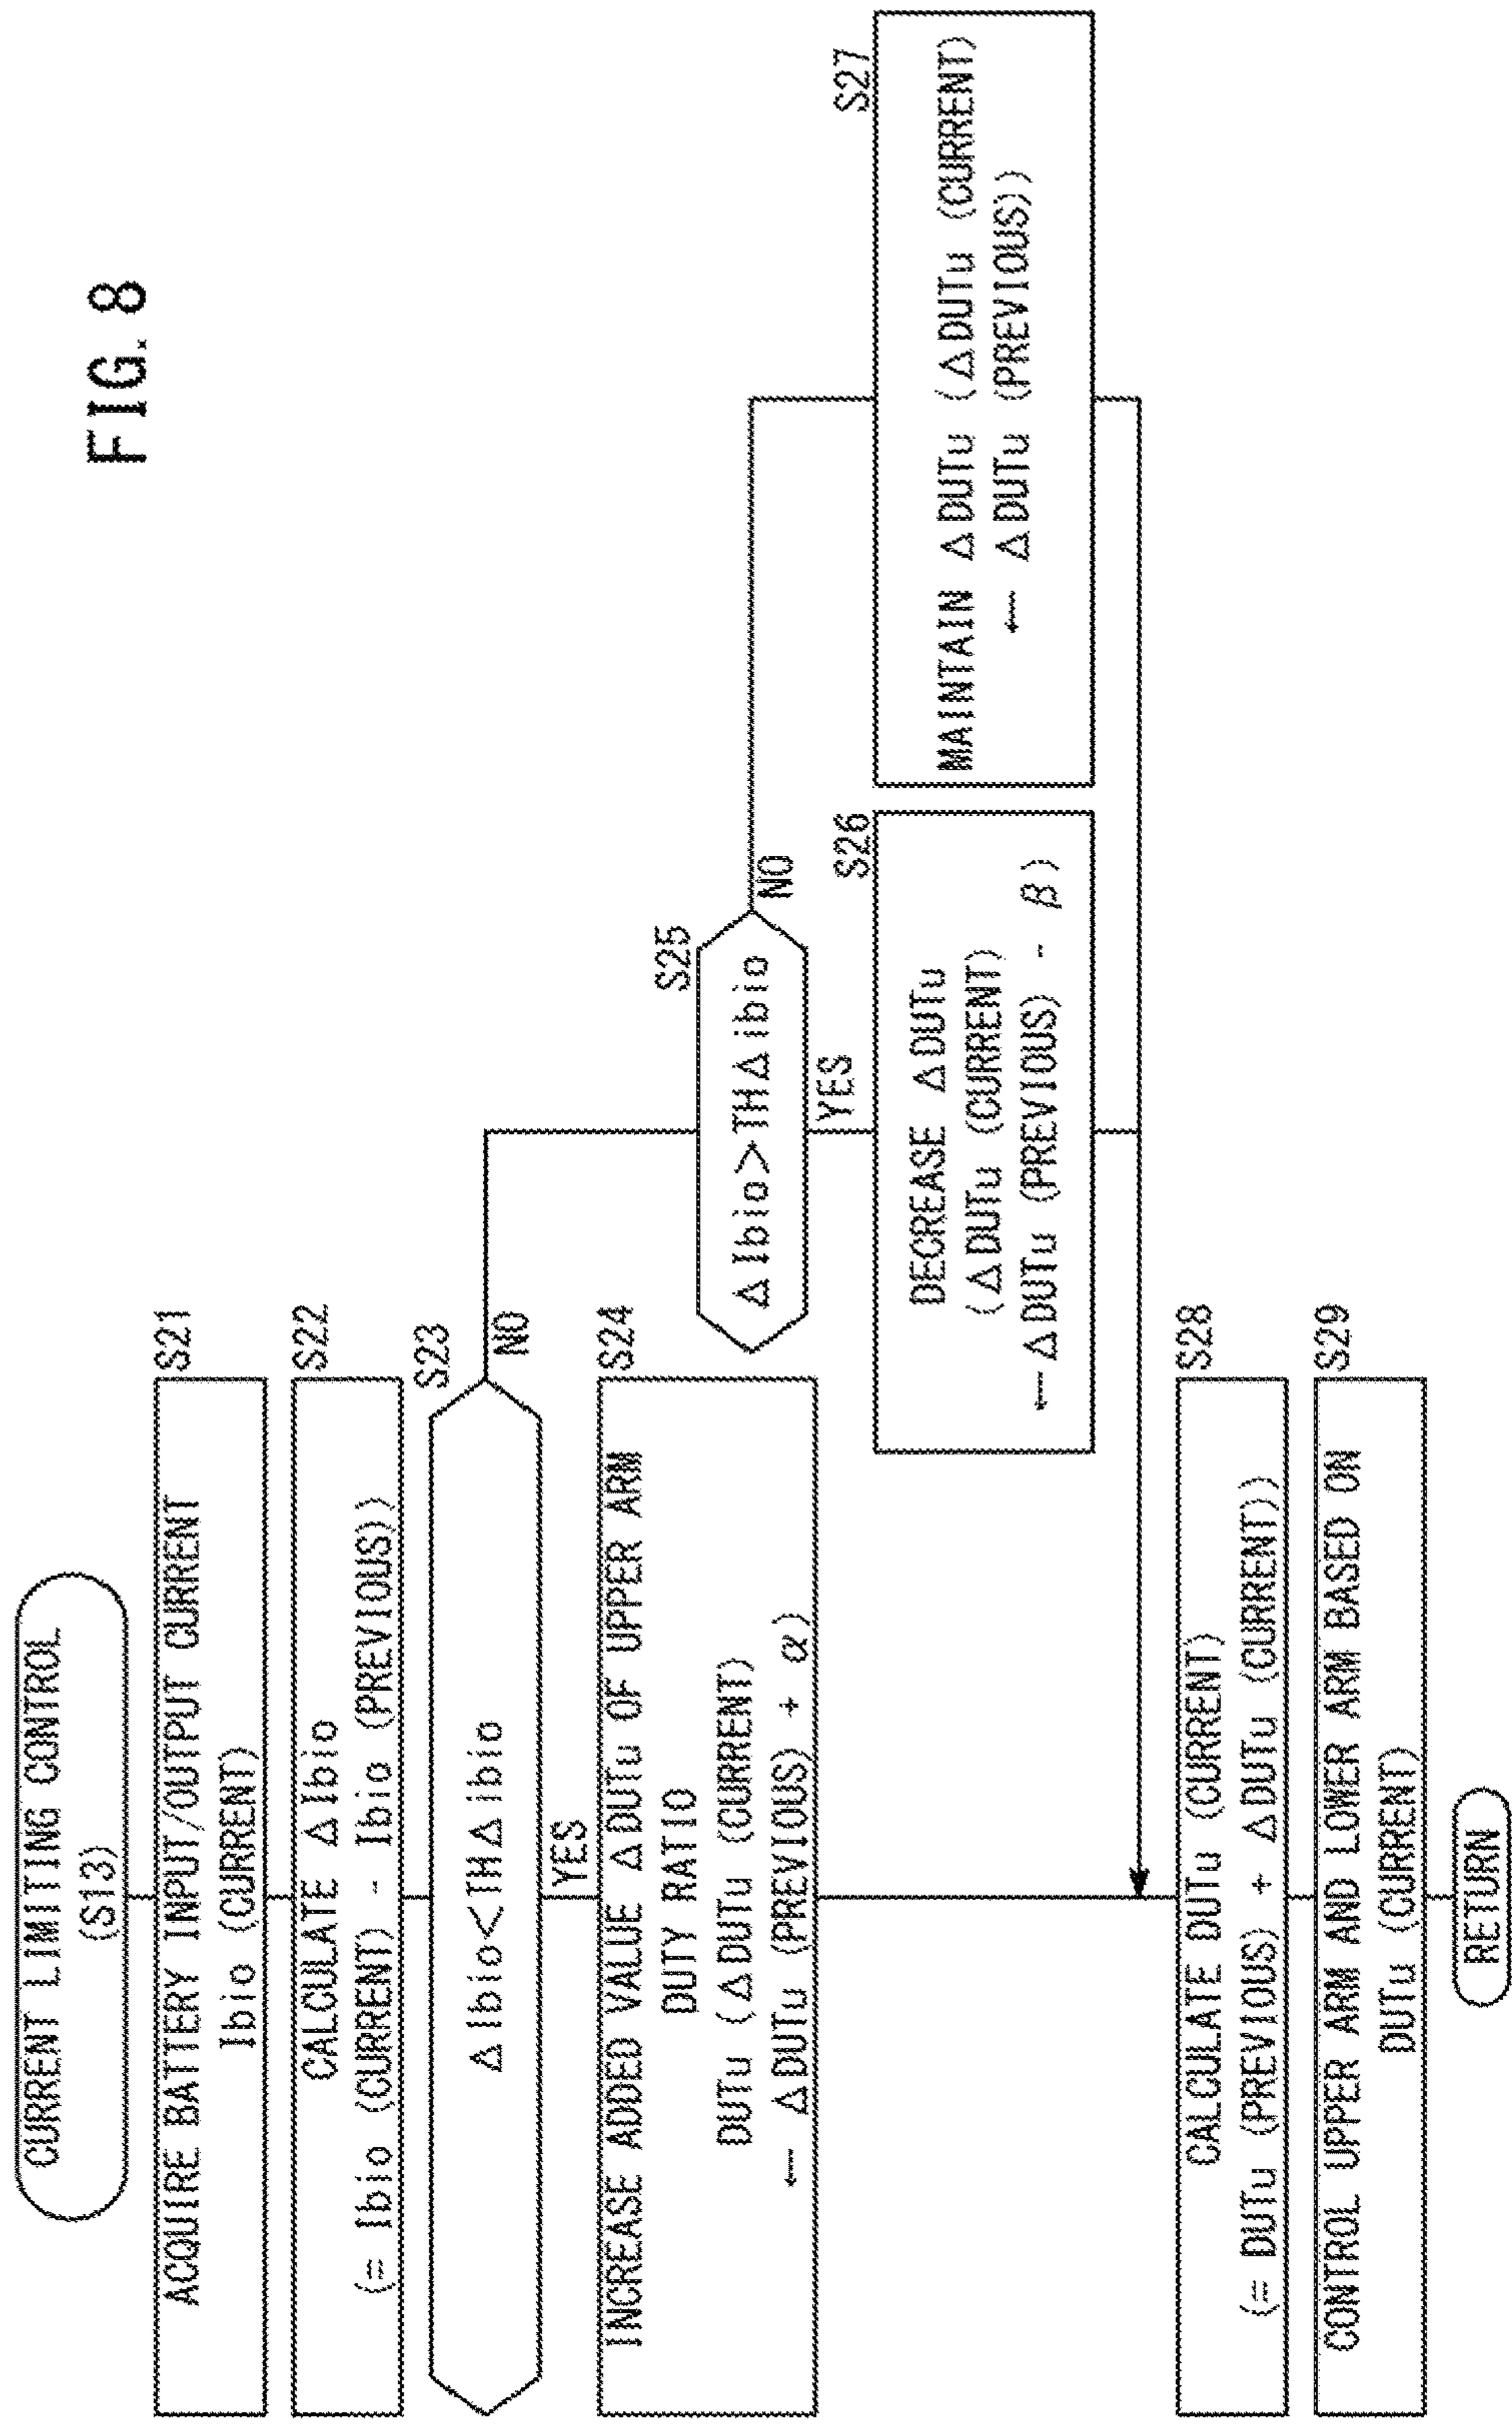 FIG. 8
CURRENT LIMITING CONTROL
(S13)
S21
ACQUIRE BATTERY INPUT/OUTPUT CURRENT
Ibio (CURRENT)
S22
CALCULATE ΔIbio
(= Ibio (CURRENT) - Ibio (PREVIOUS))
S23
ΔIbio<THΔibio
NO
YES
S24
INCREASE ADDED VALUE ΔDUTu OF UPPER ARM
DUTY RATIO
DUTu (ΔDUTu (CURRENT)
← ΔDUTu (PREVIOUS) + α)
S25
ΔIbio>THΔibio
NO
YES
S26
DECREASE ΔDUTu
(ΔDUTu (CURRENT)
←ΔDUTu (PREVIOUS) - β)
S27
MAINTAIN ΔDUTu (ΔDUTu (CURRENT)
← ΔDUTu (PREVIOUS))
S28
CALCULATE DUTu (CURRENT)
(= DUTu (PREVIOUS) + ΔDUTu (CURRENT))
S29
CONTROL UPPER ARM AND LOWER ARM BASED ON
DUTu (CURRENT)
RETURN